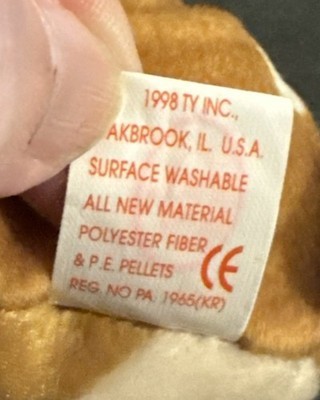 1998 TY INC.,
AKBROOK, IL. U.S.A.
SURFACE WASHABLE
ALL NEW MATERIAL
POLYESTER FIBER
& P.E. PELLETS CE
REG. NO PA. 1965(KR)